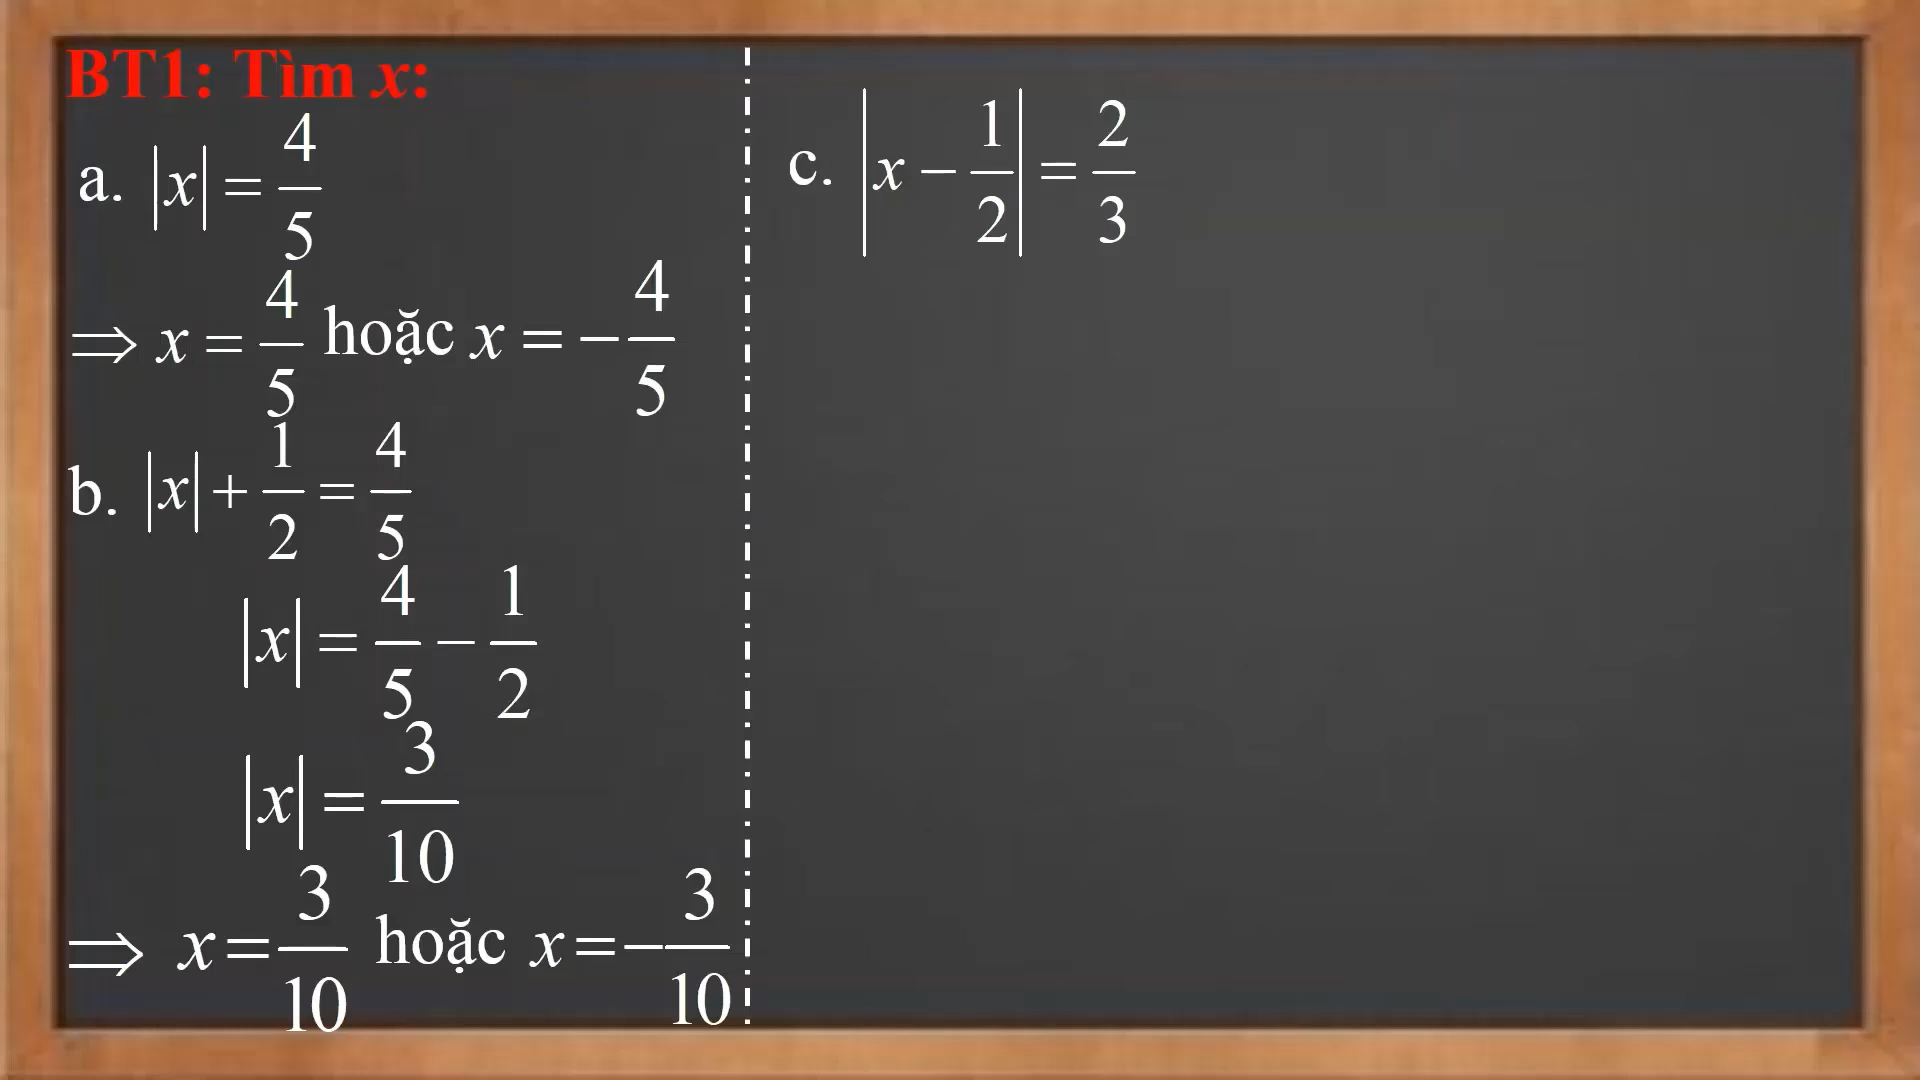 BT1: Tìm x:
a. |x| = 4/5
⇒ x = 4/5 hoặc x = −4/5
b. |x| + 1/2 = 4/5
|x| = 4/5 − 1/2
|x| = 3/10
⇒ x = 3/10 hoặc x = −3/10
c. |x − 1/2| = 2/3